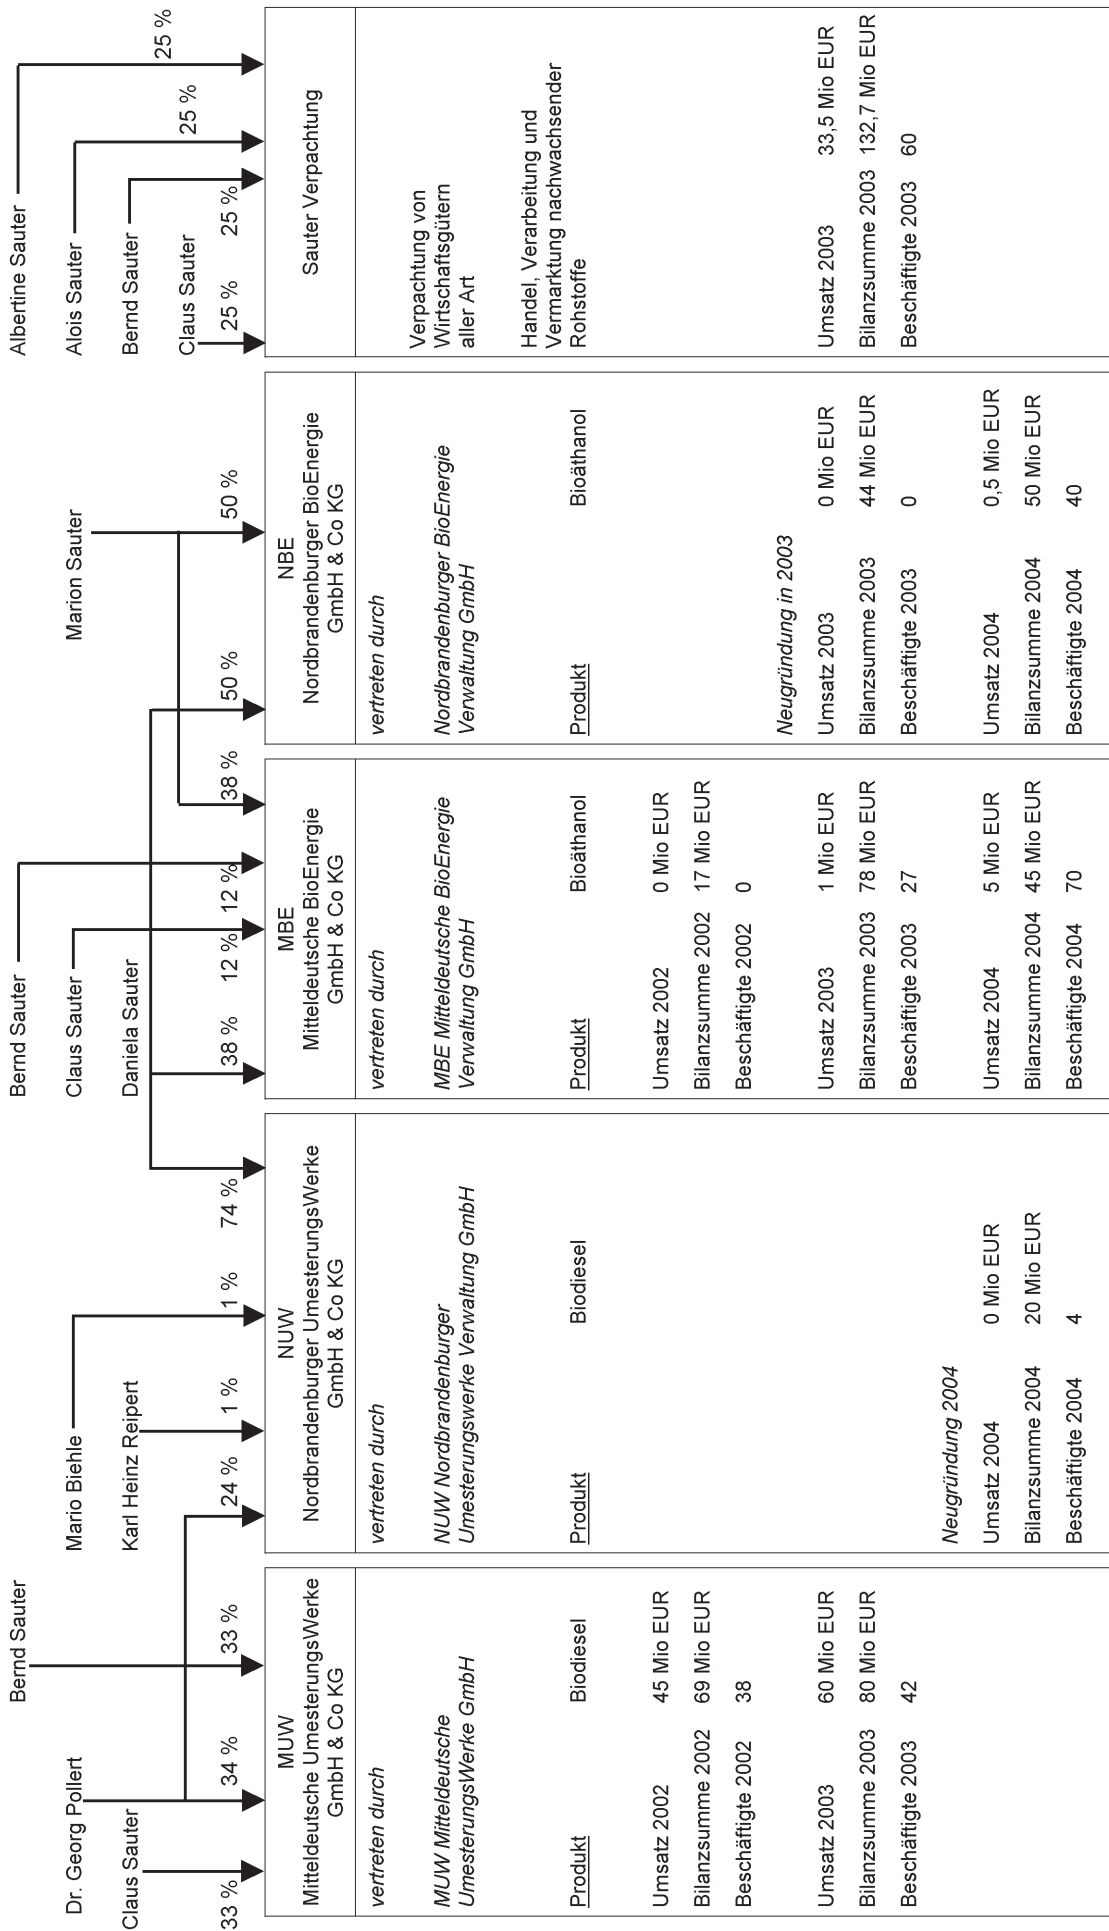 Dr. Georg Pollert
Claus Sauter
Bernd Sauter
33 %
34 %
33 %
MUW
Mitteldeutsche UmesterungsWerke
GmbH & Co KG
vertreten durch
MUW Mitteldeutsche
UmesterungsWerke GmbH
Produkt Biodiesel
Umsatz 2002 45 Mio EUR
Bilanzsumme 2002 69 Mio EUR
Beschäftigte 2002 38
Umsatz 2003 60 Mio EUR
Bilanzsumme 2003 80 Mio EUR
Beschäftigte 2003 42
Mario Biehle
Karl Heinz Reipert
24 %
1 %
1 %
74 %
NUW
Nordbrandenburger UmesterungsWerke
GmbH & Co KG
vertreten durch
NUW Nordbrandenburger
Umesterungswerke Verwaltung GmbH
Produkt Biodiesel
Neugründung 2004
Umsatz 2004 0 Mio EUR
Bilanzsumme 2004 20 Mio EUR
Beschäftigte 2004 4
Bernd Sauter
Claus Sauter
Daniela Sauter
38 %
12 %
12 %
38 %
MBE
Mitteldeutsche BioEnergie
GmbH & Co KG
vertreten durch
MBE Mitteldeutsche BioEnergie
Verwaltung GmbH
Produkt Bioäthanol
Umsatz 2002 0 Mio EUR
Bilanzsumme 2002 17 Mio EUR
Beschäftigte 2002 0
Umsatz 2003 1 Mio EUR
Bilanzsumme 2003 78 Mio EUR
Beschäftigte 2003 27
Umsatz 2004 5 Mio EUR
Bilanzsumme 2004 45 Mio EUR
Beschäftigte 2004 70
Marion Sauter
50 %
50 %
NBE
Nordbrandenburger BioEnergie
GmbH & Co KG
vertreten durch
Nordbrandenburger BioEnergie
Verwaltung GmbH
Produkt Bioäthanol
Neugründung in 2003
Umsatz 2003 0 Mio EUR
Bilanzsumme 2003 44 Mio EUR
Beschäftigte 2003 0
Umsatz 2004 0,5 Mio EUR
Bilanzsumme 2004 50 Mio EUR
Beschäftigte 2004 40
Albertine Sauter
Alois Sauter
Bernd Sauter
Claus Sauter
25 %
25 %
25 %
25 %
Sauter Verpachtung
Verpachtung von
Wirtschaftsgütern
aller Art
Handel, Verarbeitung und
Vermarktung nachwachsender
Rohstoffe
Umsatz 2003 33,5 Mio EUR
Bilanzsumme 2003 132,7 Mio EUR
Beschäftigte 2003 60